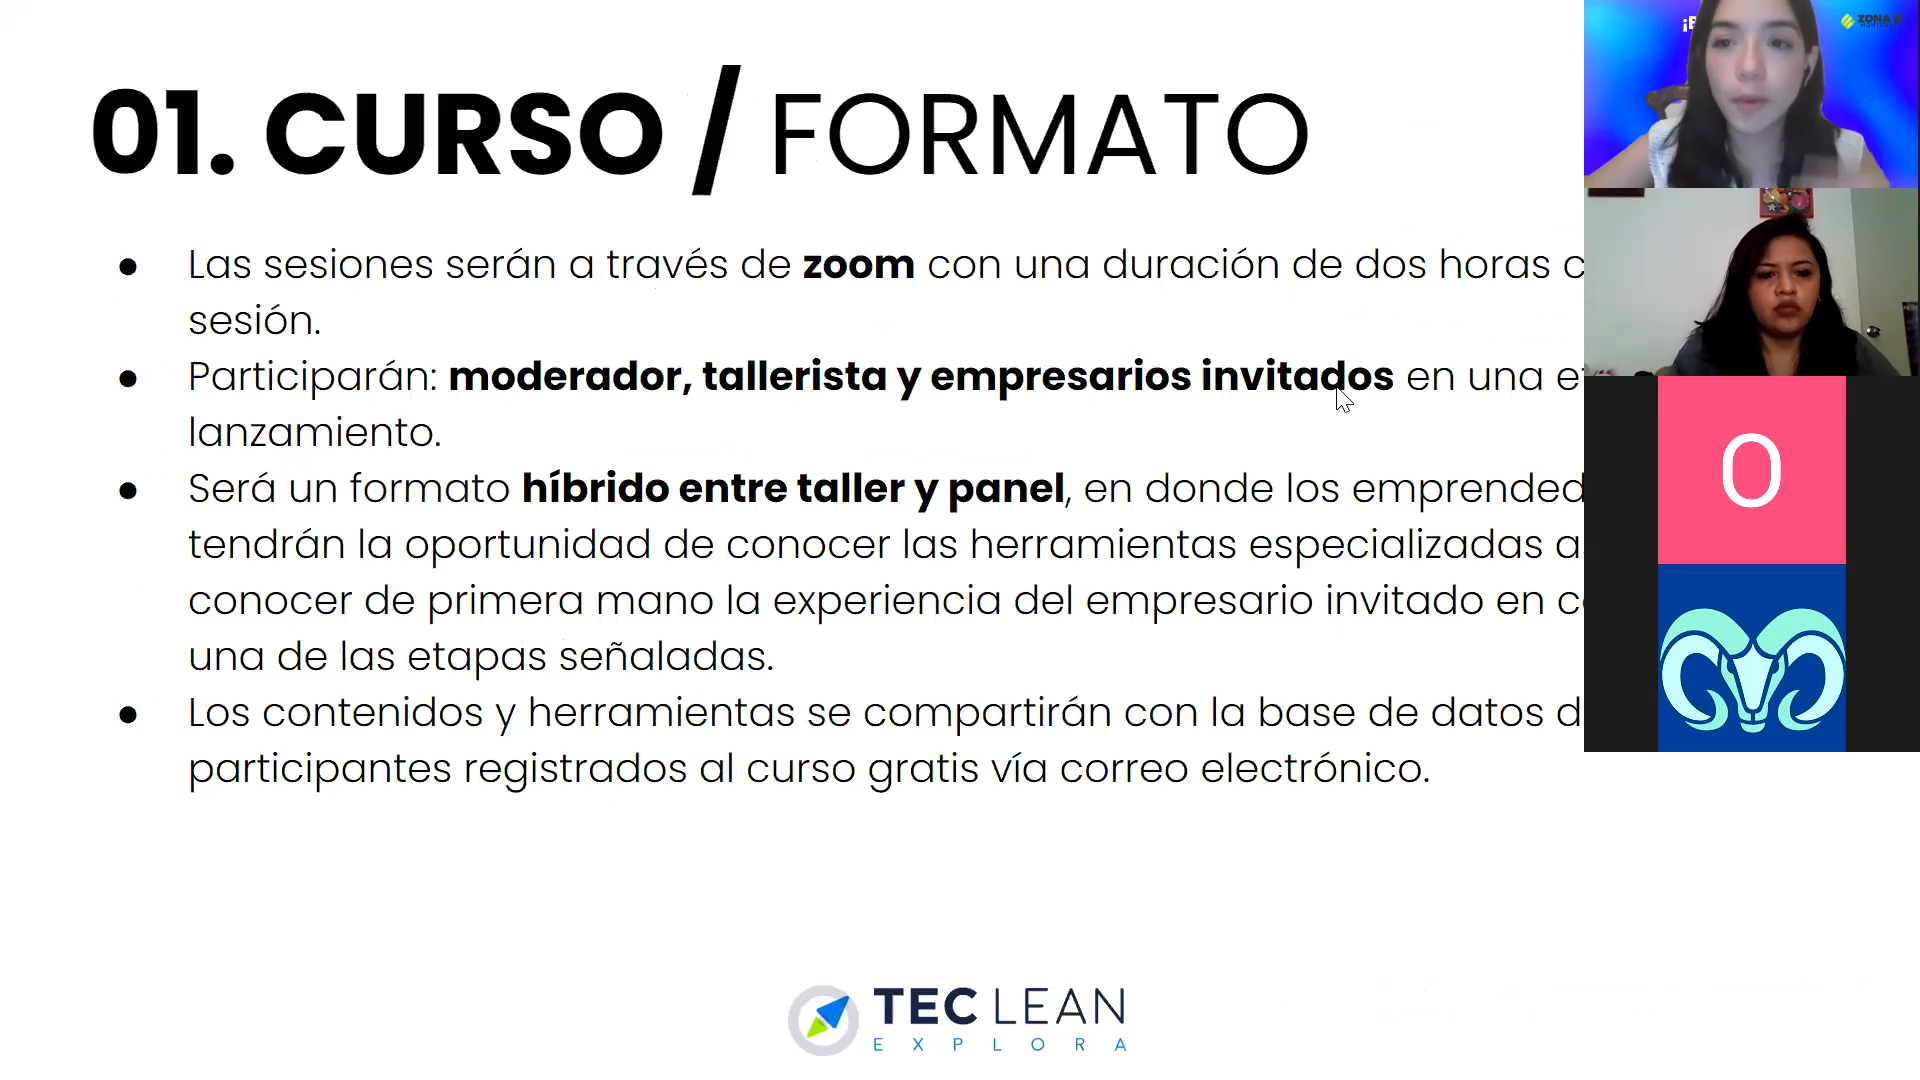 01. CURSO / FORMATO
● Las sesiones serán a través de zoom con una duración de dos horas
sesión.
● Participarán: moderador, tallerista y empresarios invitados en una
lanzamiento.
● Será un formato híbrido entre taller y panel, en donde los
tendrán la oportunidad de conocer las herramientas especializadas
conocer de primera mano la experiencia del empresario invitado en
una de las etapas señaladas.
● Los contenidos y herramientas se compartirán con la base de datos
participantes registrados al curso gratis vía correo electrónico.
TEC LEAN
EXPLORA
ZONA EI
O